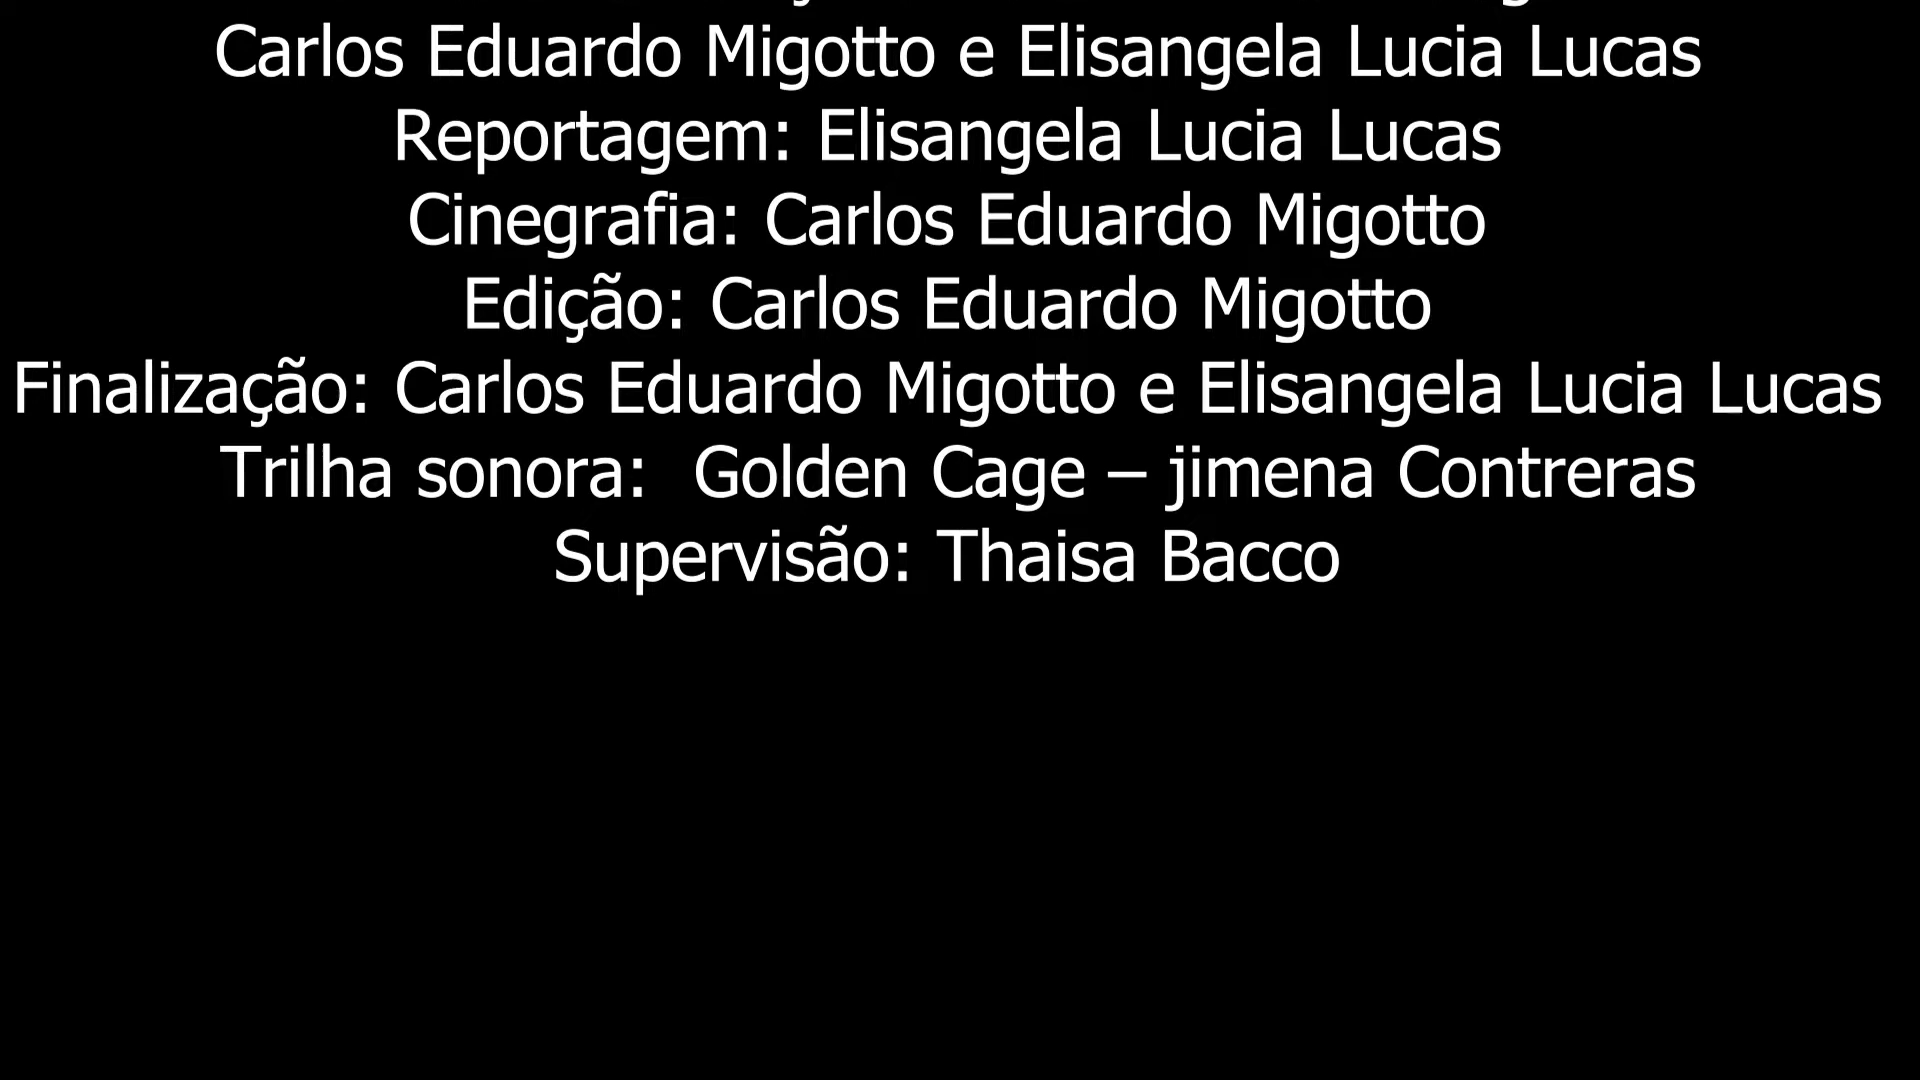 Carlos Eduardo Migotto e Elisangela Lucia Lucas
Reportagem: Elisangela Lucia Lucas
Cinegrafia: Carlos Eduardo Migotto
Edição: Carlos Eduardo Migotto
Finalização: Carlos Eduardo Migotto e Elisangela Lucia Lucas
Trilha sonora:  Golden Cage – jimena Contreras
Supervisão: Thaisa Bacco